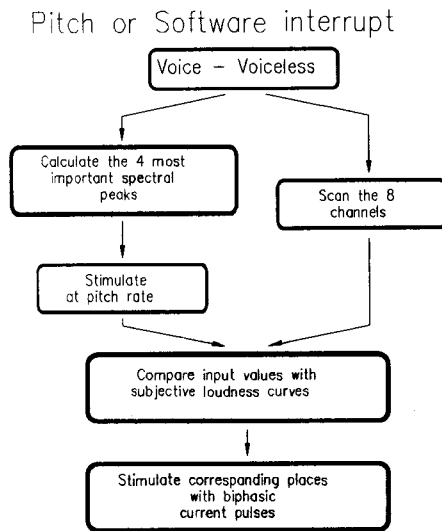 Pitch or Software interrupt
Voice - Voiceless
Calculate the 4 most
important spectral
peaks
Scan the 8
channels
Stimulate
at pitch rate
Compare input values with
subjective loudness curves
Stimulate corresponding places
with biphasic
current pulses